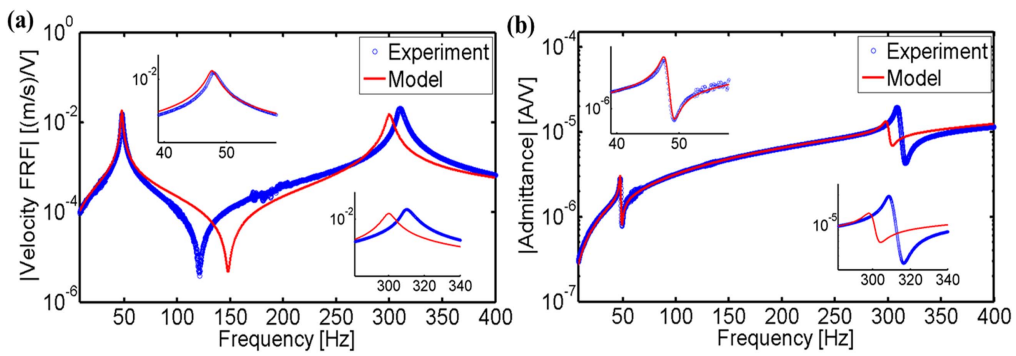 (a)
|Velocity FRF| [(m/s)/V]
10^0
10^-2
10^-4
10^-6
Experiment
Model
10^-2
40 50
10^-2
300 320 340
50 100 150 200 250 300 350 400
Frequency [Hz]
(b)
|Admittance| [A/V]
10^-4
10^-5
10^-6
10^-7
Experiment
Model
10^-6
40 50
10^-5
300 320 340
50 100 150 200 250 300 350 400
Frequency [Hz]